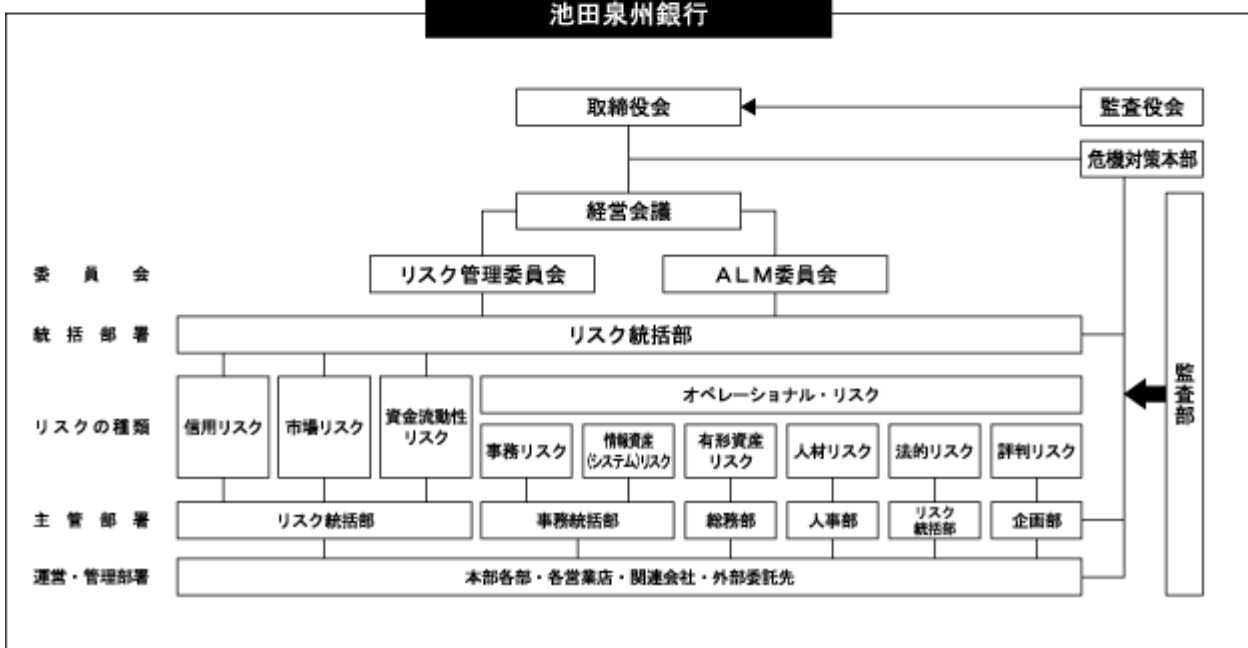 池田泉州銀行
取締役会
監査役会
危機対策本部
経営会議
委員会
リスク管理委員会
ALM委員会
統括部署
リスク統括部
監査部
リスクの種類
信用リスク
市場リスク
資金流動性
リスク
オペレーショナル・リスク
事務リスク
情報資産
(システム)リスク
有形資産
リスク
人材リスク
法的リスク
評判リスク
主管部署
リスク統括部
事務統括部
総務部
人事部
リスク
統括部
企画部
運営・管理部署
本部各部・各営業店・関連会社・外部委託先